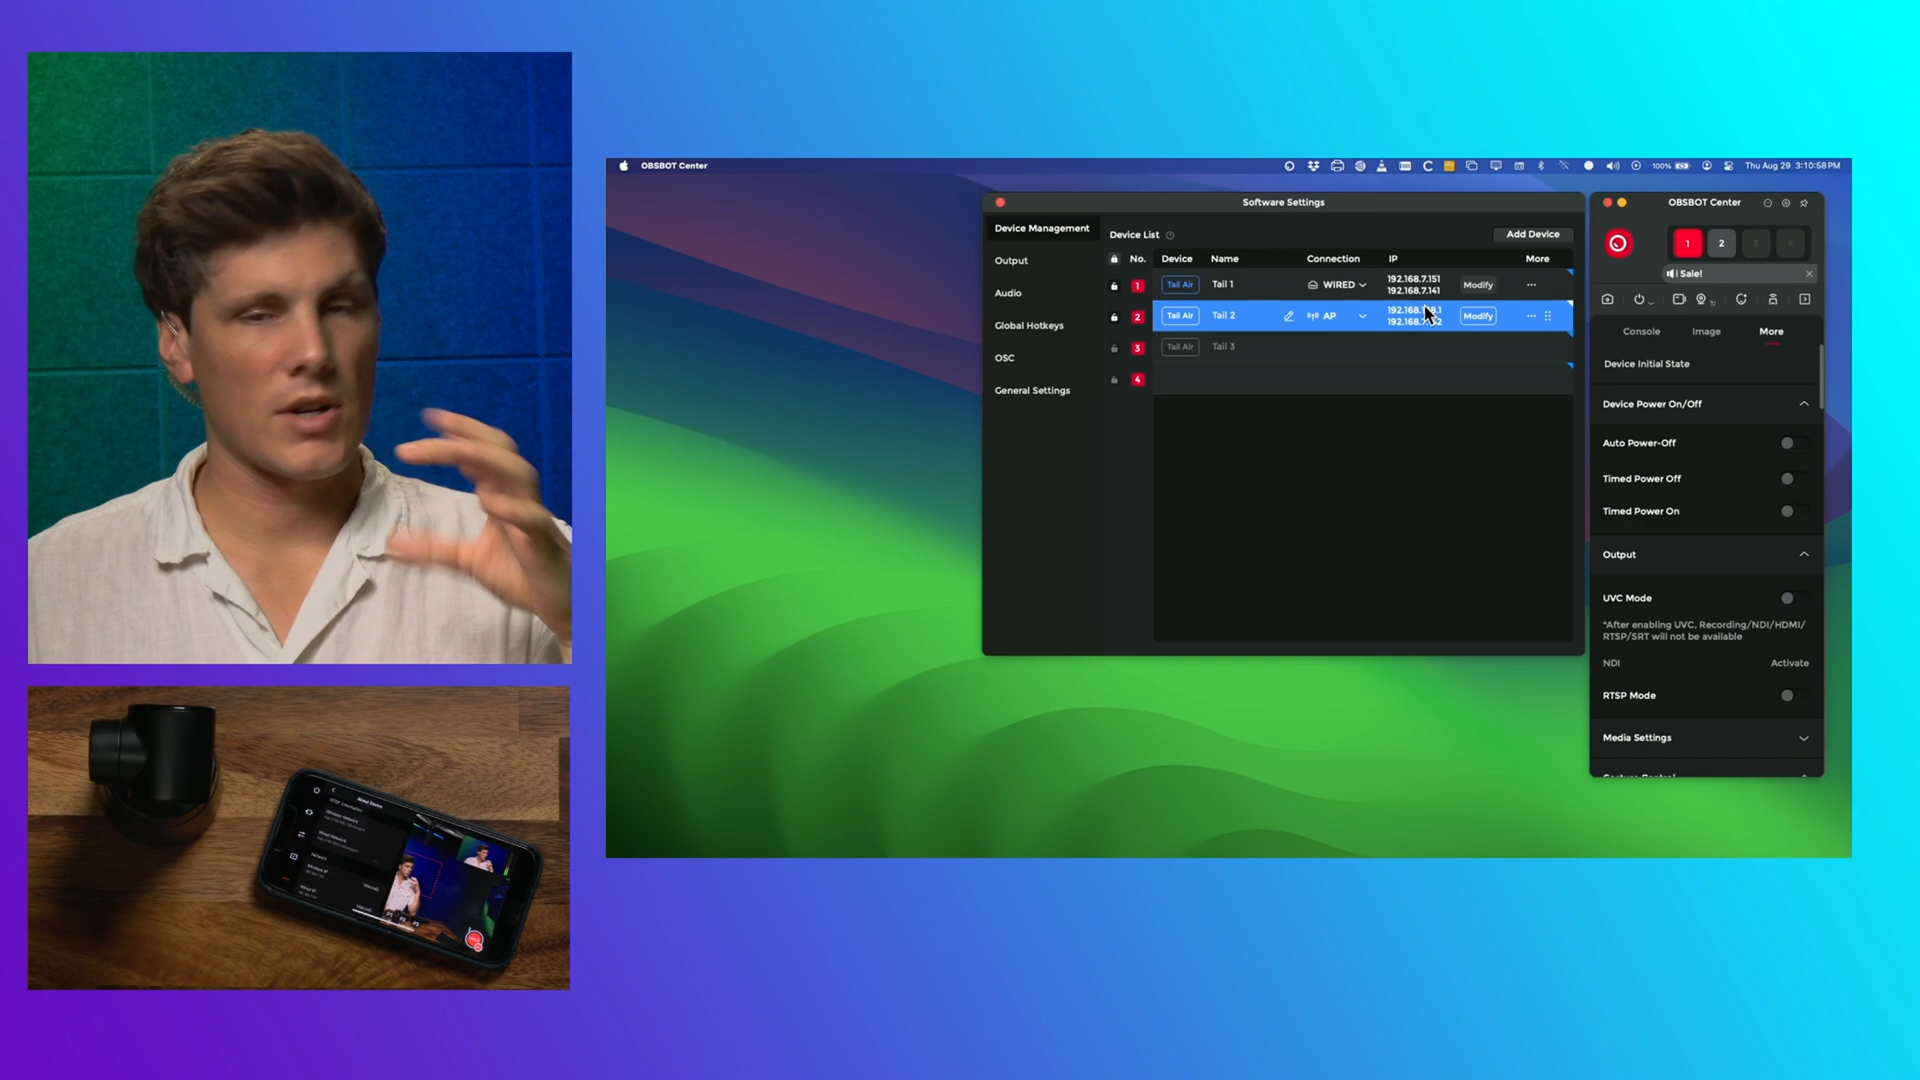 OBSBOT Center
100%
Thu Aug 29 3:10:58 PM
Software Settings
Device Management
Output
Audio
Global Hotkeys
OSC
General Settings
Device List
Add Device
No. Device Name Connection IP More
1 Tail Air Tail 1 WIRED 192.168.7.151 Modify
192.168.7.141
2 Tail Air Tail 2 AP Modify
3 Tail Air Tail 3
4
OBSBOT Center
1 2 3 4
Sale!
Console Image More
Device Initial State
Device Power On/Off
Auto Power-Off
Timed Power Off
Timed Power On
Output
UVC Mode
*After enabling UVC, Recording/NDI/HDMI/
RTSP/SRT will not be available
NDI Activate
RTSP Mode
Media Settings
About Device
Network